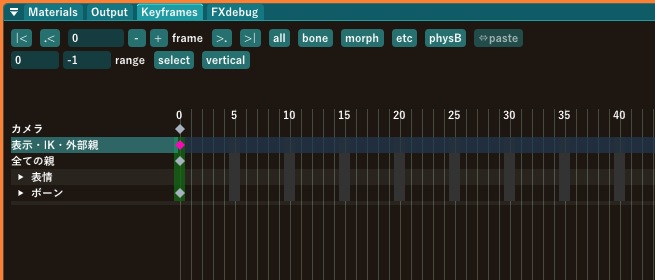 Materials Output Keyframes FXdebug
|< .< 0 - + frame >. >| all bone morph etc physB ⇔paste
0 -1 range select vertical
0 5 10 15 20 25 30 35 40
カメラ
表示・IK・外部親
全ての親
表情
ボーン